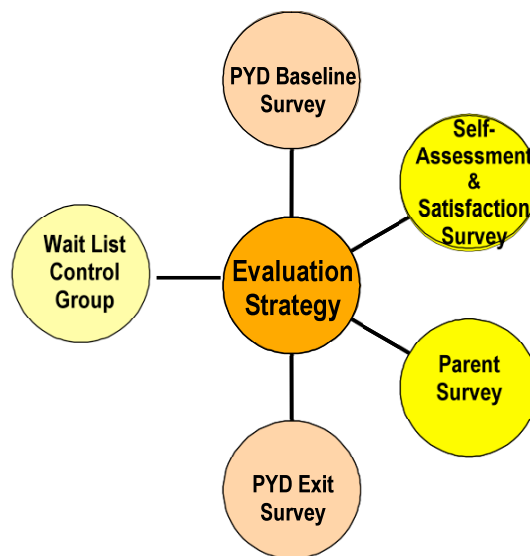 PYD Baseline
Survey
Self-
Assessment
&
Satisfaction
Survey
Wait List
Control
Group
Evaluation
Strategy
Parent
Survey
PYD Exit
Survey